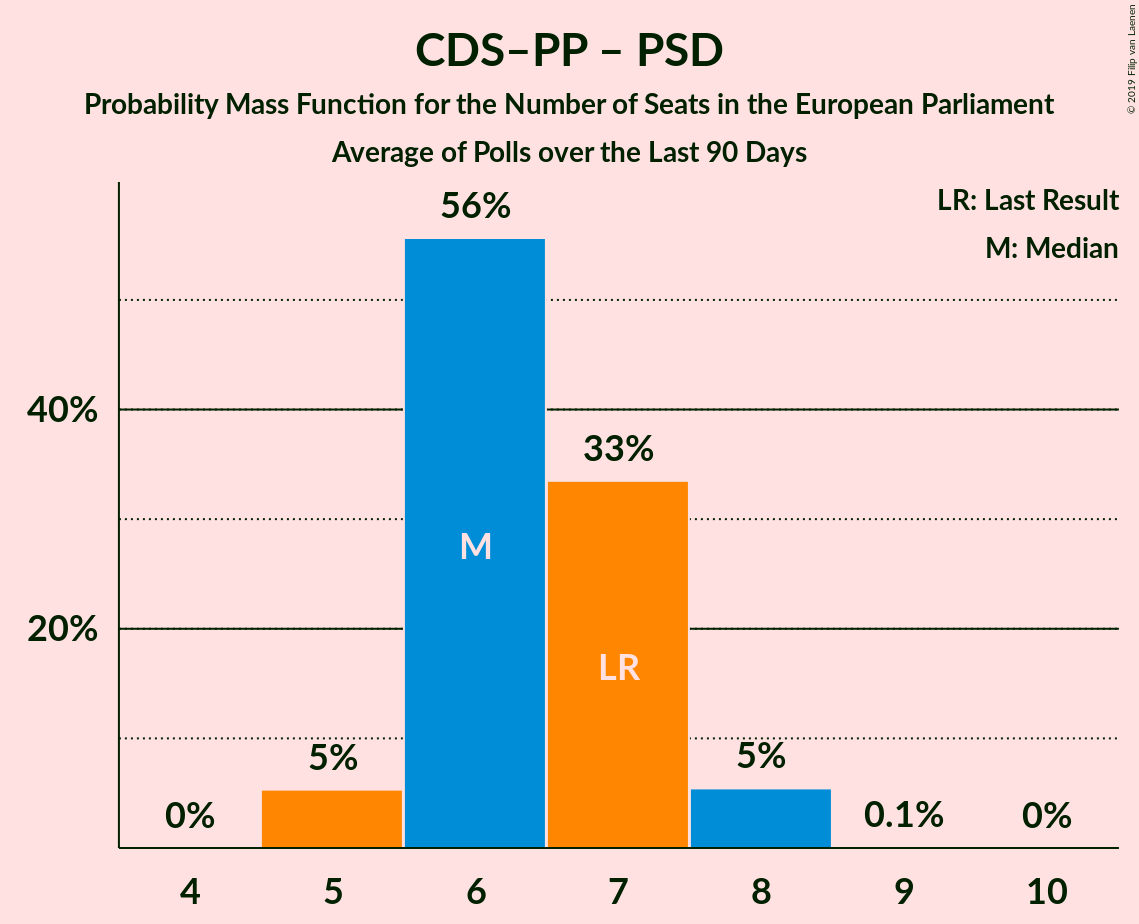 CDS–PP – PSD
Probability Mass Function for the Number of Seats in the European Parliament
Average of Polls over the Last 90 Days
© 2019 Filip van Laenen
LR: Last Result
M: Median
56%
40%
33%
M
20%
LR
5%
5%
0%
0.1%
0%
4 5 6 7 8 9 10